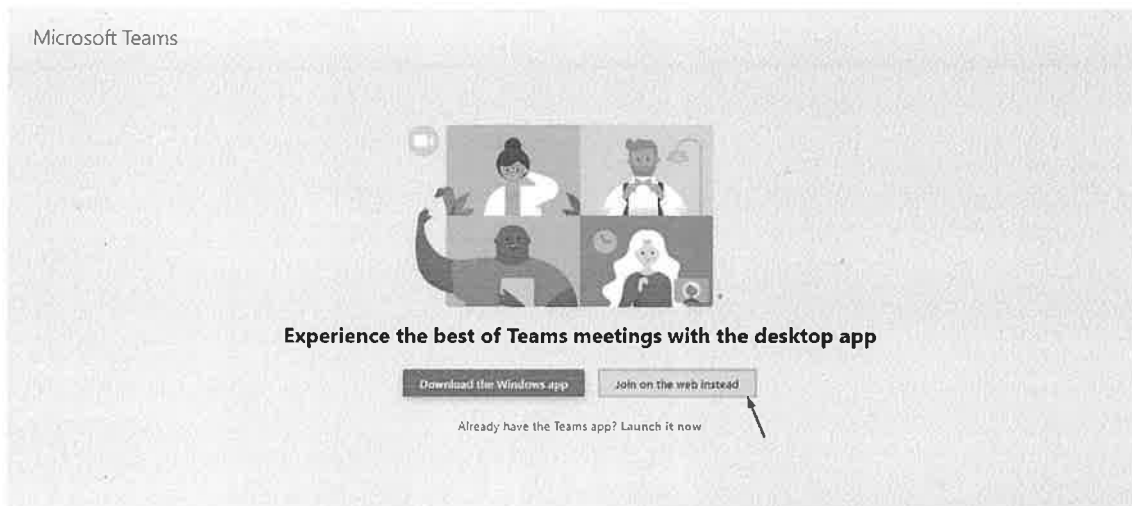 Microsoft Teams
Experience the best of Teams meetings with the desktop app
Download the Windows app
Join on the web instead
Already have the Teams app? Launch it now